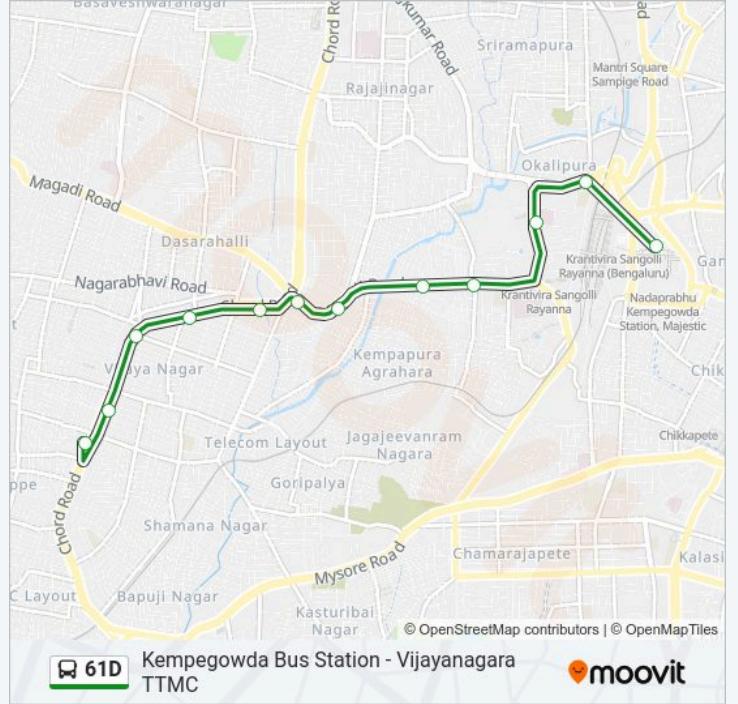 Basaveshwaranagar
Chord R
gkumar Road
ad
Sriramapura
Mantri Square
Sampige Road
Rajajinagar
Okalipura
Magadi Road
Dasarahalli
Krantivira Sangolli
Rayanna (Bengaluru)
Gan
Nagarabhavi Road
Krantivira Sangolli
Rayanna
Nadaprabhu
Kempegowda
Station, Majestic
t
Kempapura
Agrahara
Chik
Telecom Layout
Jagajeevanram
Nagara
Chikkapete
ppe
Goripalya
Chord Road
Shamana Nagar
Chamarajapete
Kalasi
Mysore Road
C Layout
Bapuji Nagar
Kasturibai
Nagar
© OpenStreetMap contributors | © OpenMapTiles
61D
Kempegowda Bus Station - Vijayanagara
TTMC
moovit